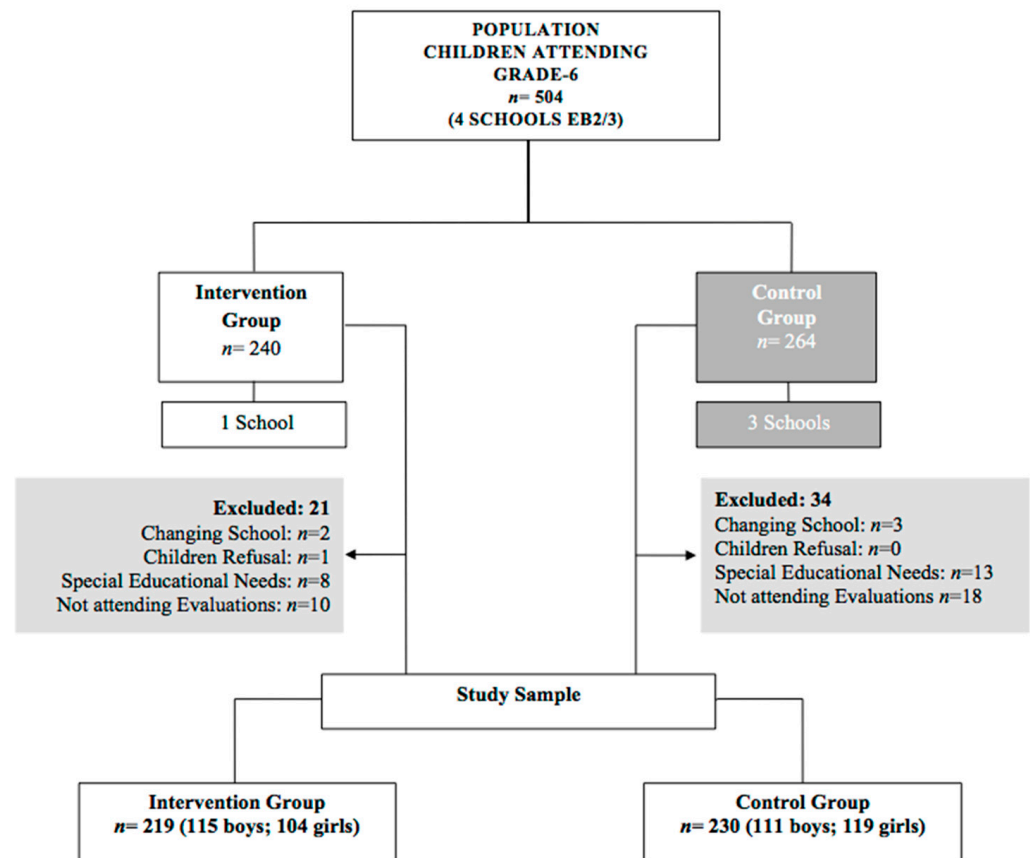 POPULATION
CHILDREN ATTENDING
GRADE-6
n= 504
(4 SCHOOLS EB2/3)
Intervention
Group
n= 240
Control
Group
n= 264
1 School
3 Schools
Excluded: 21
Changing School: n=2
Children Refusal: n=1
Special Educational Needs: n=8
Not attending Evaluations: n=10
Excluded: 34
Changing School: n=3
Children Refusal: n=0
Special Educational Needs: n=13
Not attending Evaluations n=18
Study Sample
Intervention Group
n= 219 (115 boys; 104 girls)
Control Group
n= 230 (111 boys; 119 girls)